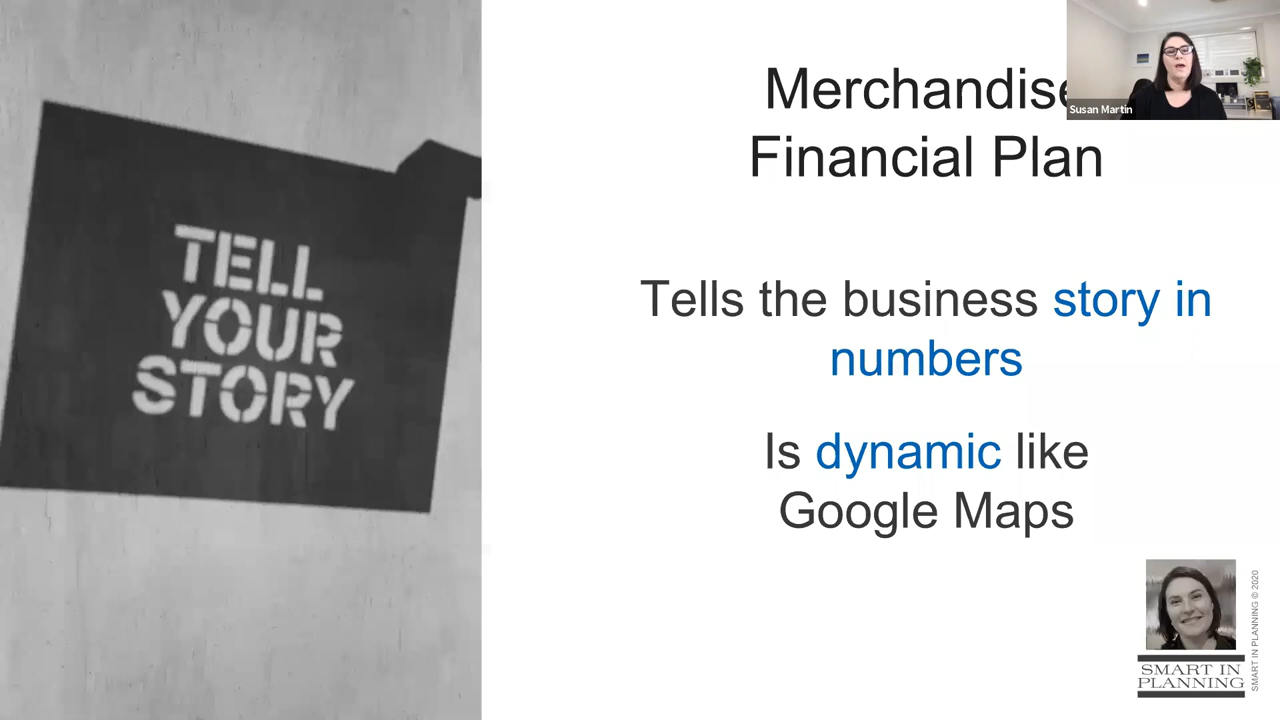 TELL
YOUR
STORY
Merchandise
Financial Plan
Susan Martin
Tells the business story in
numbers
Is dynamic like
Google Maps
SMART IN
PLANNING
SMART IN PLANNING © 2020